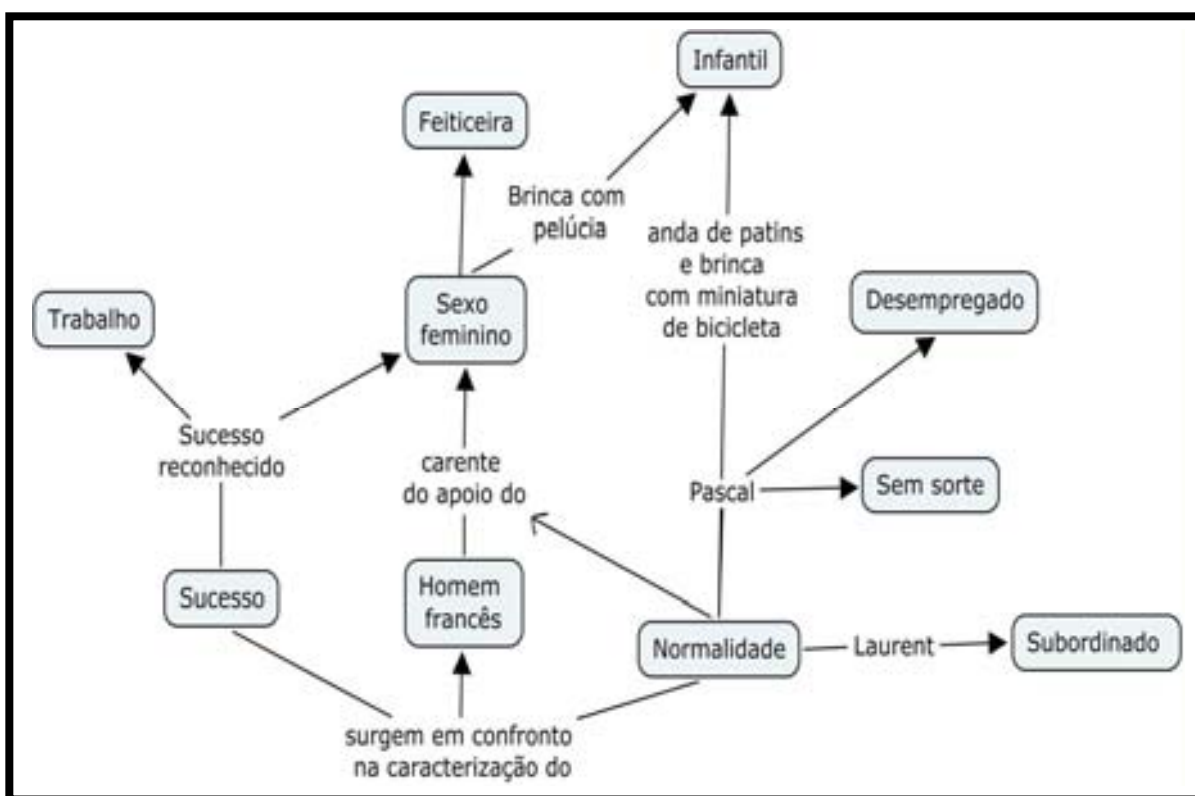 Infantil
Feiticeira
Brinca com
pelúcia
anda de patins
e brinca
com miniatura
de bicicleta
Trabalho
Sexo
feminino
Desempregado
Sucesso
reconhecido
carente
do apoio do
Pascal
Sem sorte
Sucesso
Homem
francês
Normalidade
Laurent
Subordinado
surgem em confronto
na caracterização do